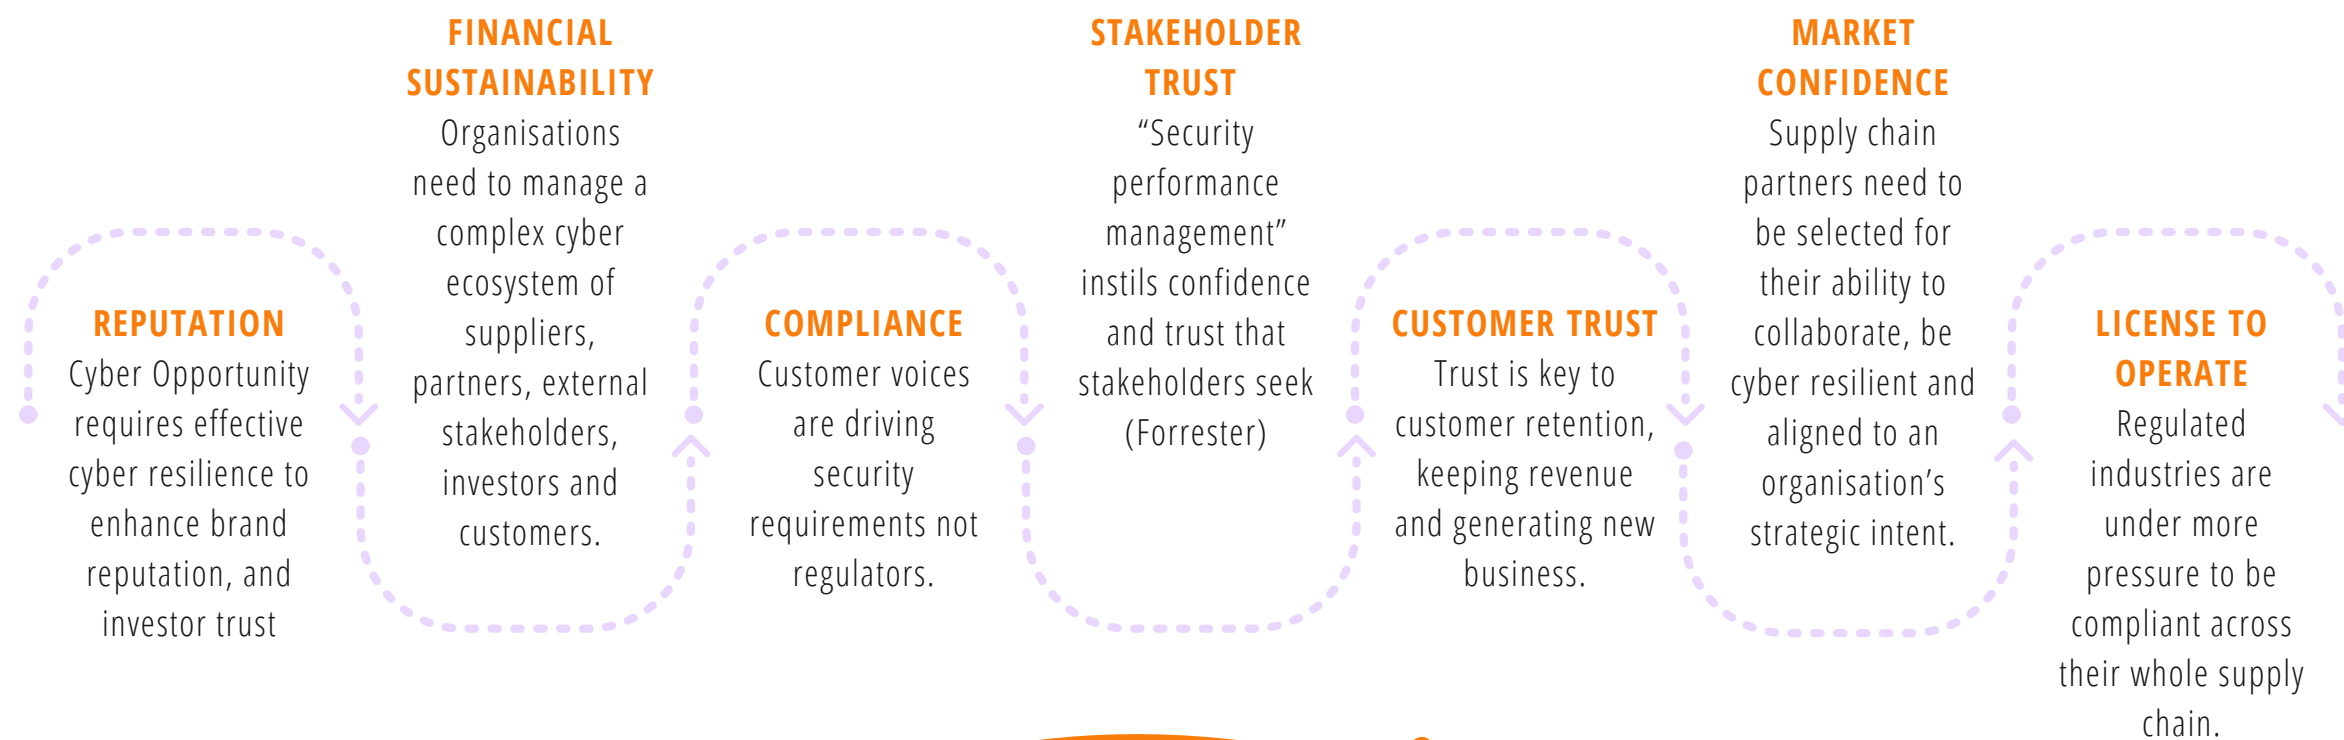 REPUTATION
Cyber Opportunity
requires effective
cyber resilience to
enhance brand
reputation, and
investor trust
FINANCIAL
SUSTAINABILITY
Organisations
need to manage a
complex cyber
ecosystem of
suppliers,
partners, external
stakeholders,
investors and
customers.
COMPLIANCE
Customer voices
are driving
security
requirements not
regulators.
STAKEHOLDER
TRUST
“Security
performance
management”
instils confidence
and trust that
stakeholders seek
(Forrester)
CUSTOMER TRUST
Trust is key to
customer retention,
keeping revenue
and generating new
business.
MARKET
CONFIDENCE
Supply chain
partners need to
be selected for
their ability to
collaborate, be
cyber resilient and
aligned to an
organisation’s
strategic intent.
LICENSE TO
OPERATE
Regulated
industries are
under more
pressure to be
compliant across
their whole supply
chain.